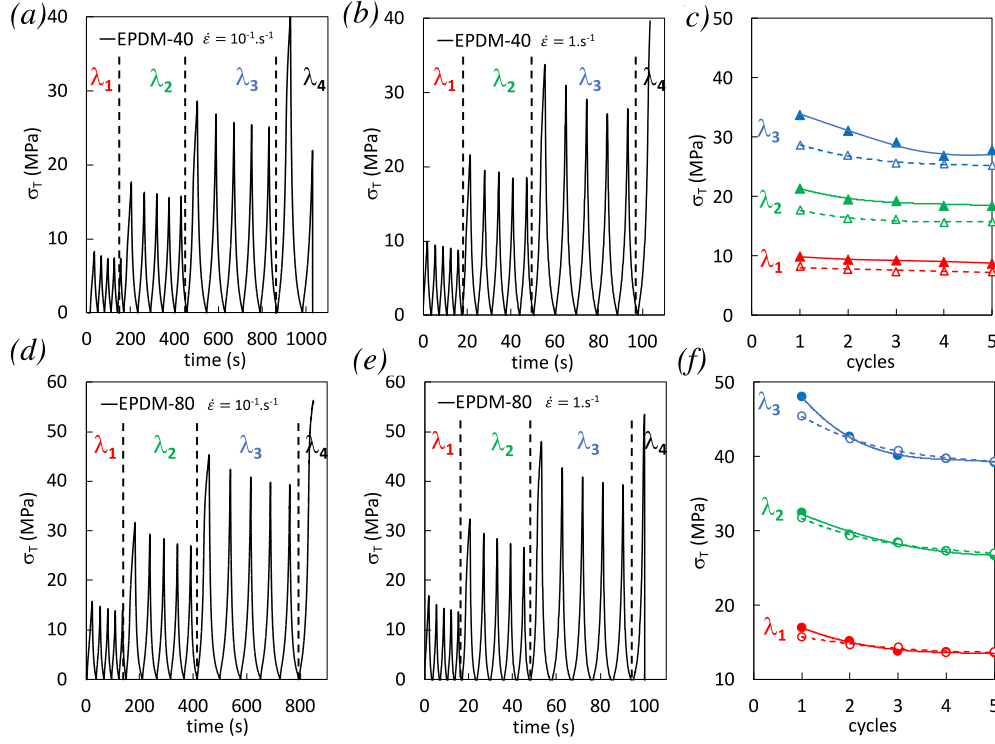 (a)
EPDM-40 ε̇ = 10⁻¹.s⁻¹
λ₁ λ₂ λ₃ λ₄
σ_T (MPa)
40
30
20
10
0
0 200 400 600 800 1000
time (s)
(b)
EPDM-40 ε̇ = 1.s⁻¹
λ₁ λ₂ λ₃ λ₄
σ_T (MPa)
40
30
20
10
0
0 20 40 60 80 100
time (s)
c)
λ₃
λ₂
λ₁
σ_T (MPa)
50
40
30
20
10
0
0 1 2 3 4 5
cycles
(d)
EPDM-80 ε̇ = 10⁻¹.s⁻¹
λ₁ λ₂ λ₃ λ₄
σ_T (MPa)
60
50
40
30
20
10
0
0 200 400 600 800
time (s)
(e)
EPDM-80 ε̇ = 1.s⁻¹
λ₁ λ₂ λ₃ λ₄
σ_T (MPa)
60
50
40
30
20
10
0
0 20 40 60 80 100
time (s)
(f)
λ₃
λ₂
λ₁
σ_T (MPa)
50
40
30
20
10
0 1 2 3 4 5
cycles